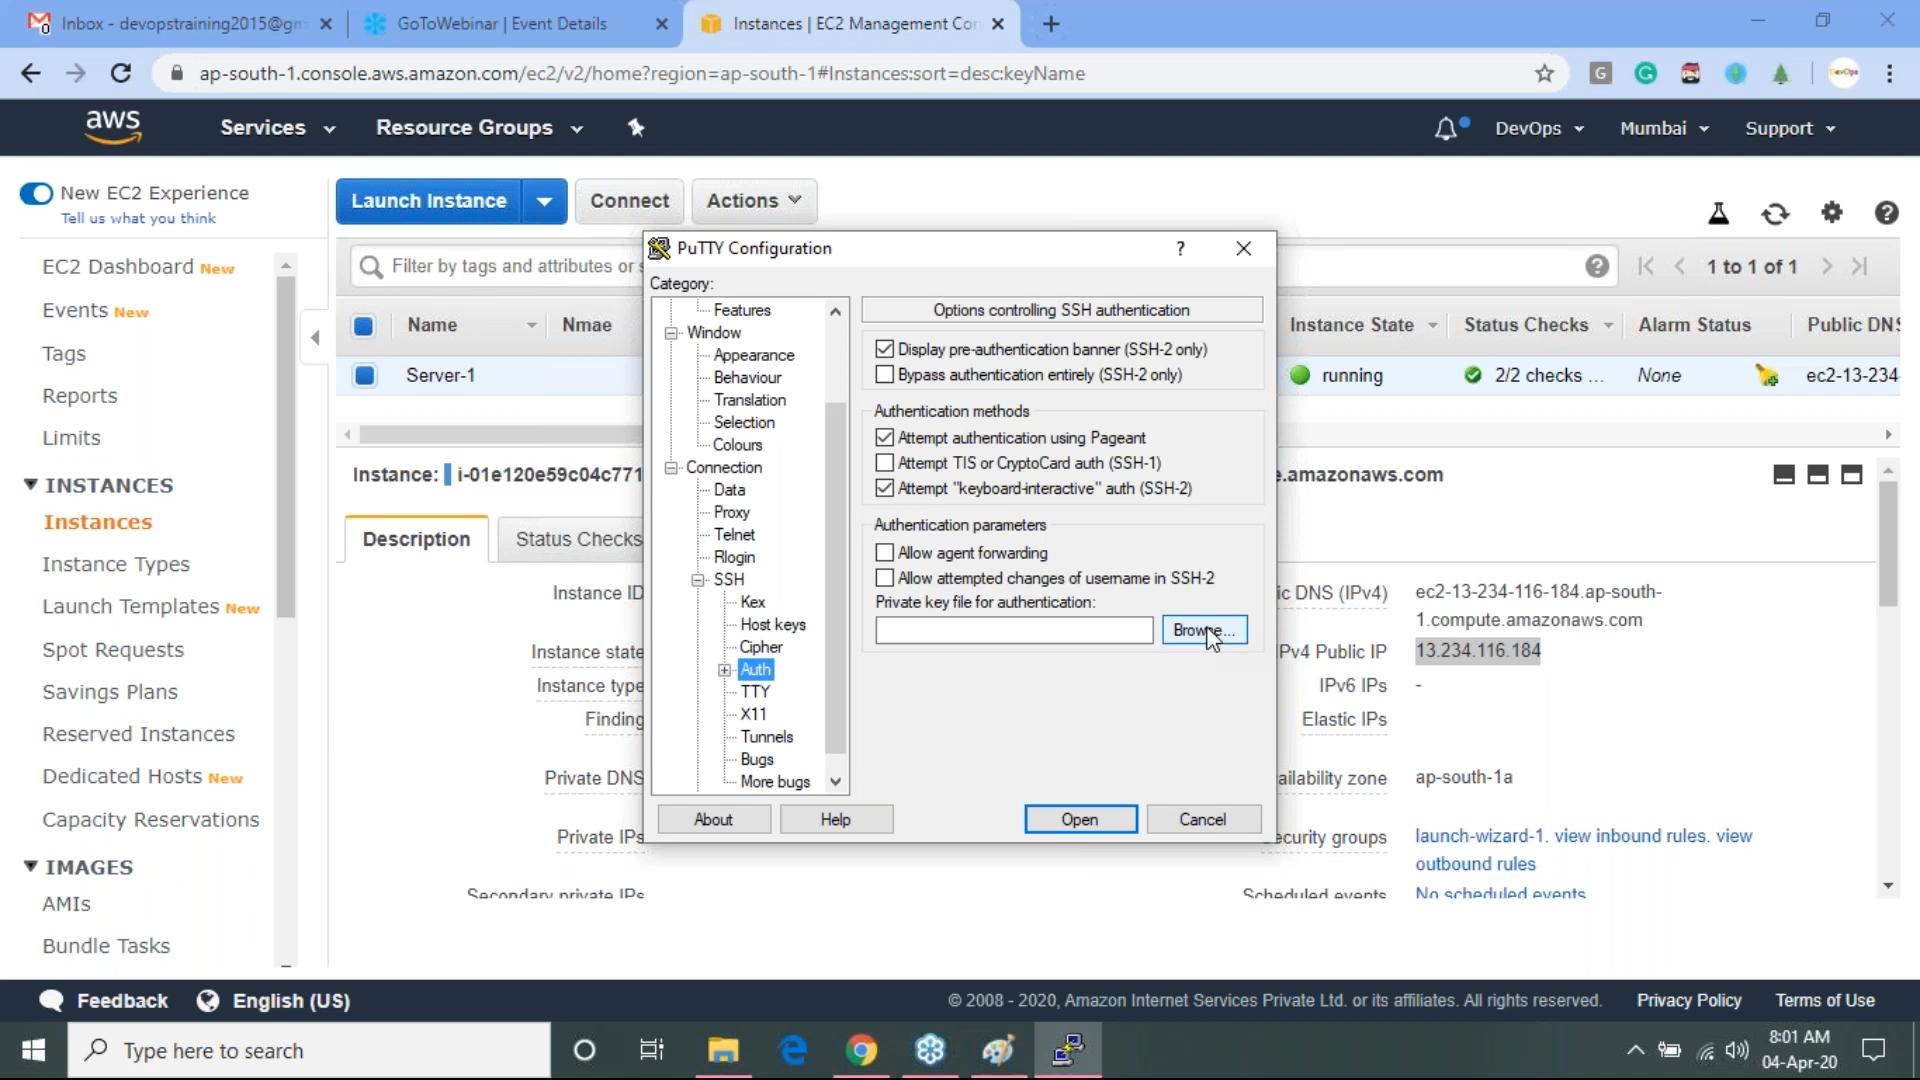 Inbox - devopstraining2015@gm
GoToWebinar | Event Details
Instances | EC2 Management Con
ap-south-1.console.aws.amazon.com/ec2/v2/home?region=ap-south-1#Instances:sort=desc:keyName
aws
Services
Resource Groups
DevOps
Mumbai
Support
New EC2 Experience
Tell us what you think
Launch Instance
Connect
Actions
EC2 Dashboard New
Events New
Tags
Reports
Limits
INSTANCES
Instances
Instance Types
Launch Templates New
Spot Requests
Savings Plans
Reserved Instances
Dedicated Hosts New
Capacity Reservations
IMAGES
AMIs
Bundle Tasks
Filter by tags and attributes or s
1 to 1 of 1
Name
Nmae
Instance State
Status Checks
Alarm Status
Public DNS
Server-1
running
2/2 checks ...
None
ec2-13-234
Instance: i-01e120e59c04c771
e.amazonaws.com
Description
Status Checks
Instance ID
Instance state
Instance type
Finding
Private DNS
Private IPs
Secondary private IPs
ic DNS (IPv4)
ec2-13-234-116-184.ap-south-
1.compute.amazonaws.com
Pv4 Public IP
13.234.116.184
IPv6 IPs
-
Elastic IPs
ailability zone
ap-south-1a
ecurity groups
launch-wizard-1. view inbound rules. view
outbound rules
Scheduled events
No scheduled events
PuTTY Configuration
?
Category:
Features
Window
Appearance
Behaviour
Translation
Selection
Colours
Connection
Data
Proxy
Telnet
Rlogin
SSH
Kex
Host keys
Cipher
Auth
TTY
X11
Tunnels
Bugs
More bugs
Options controlling SSH authentication
Display pre-authentication banner (SSH-2 only)
Bypass authentication entirely (SSH-2 only)
Authentication methods
Attempt authentication using Pageant
Attempt TIS or CryptoCard auth (SSH-1)
Attempt "keyboard-interactive" auth (SSH-2)
Authentication parameters
Allow agent forwarding
Allow attempted changes of username in SSH-2
Private key file for authentication:
Browse...
About
Help
Open
Cancel
Feedback
English (US)
© 2008 - 2020, Amazon Internet Services Private Ltd. or its affiliates. All rights reserved.
Privacy Policy
Terms of Use
Type here to search
8:01 AM
04-Apr-20